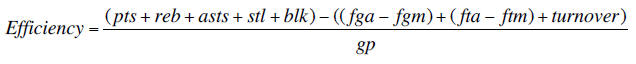 Efficiency = (pts + reb + asts + stl + blk) − ((fga − fgm) + (fta − ftm) + turnover)
gp